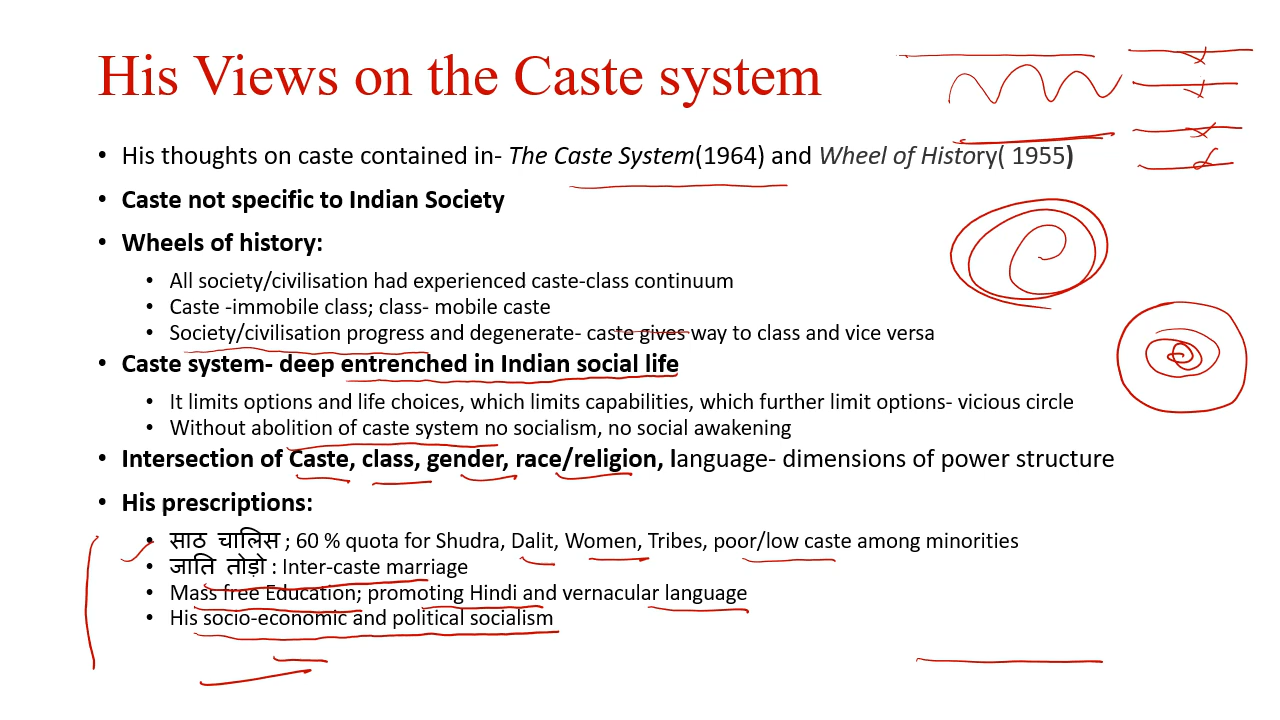 His Views on the Caste system
• His thoughts on caste contained in- The Caste System(1964) and Wheel of History( 1955)
• Caste not specific to Indian Society
• Wheels of history:
• All society/civilisation had experienced caste-class continuum
• Caste -immobile class; class- mobile caste
• Society/civilisation progress and degenerate- caste gives way to class and vice versa
• Caste system- deep entrenched in Indian social life
• It limits options and life choices, which limits capabilities, which further limit options- vicious circle
• Without abolition of caste system no socialism, no social awakening
• Intersection of Caste, class, gender, race/religion, language- dimensions of power structure
• His prescriptions:
• साठ चालिस ; 60 % quota for Shudra, Dalit, Women, Tribes, poor/low caste among minorities
• जाति तोड़ो : Inter-caste marriage
• Mass free Education; promoting Hindi and vernacular language
• His socio-economic and political socialism